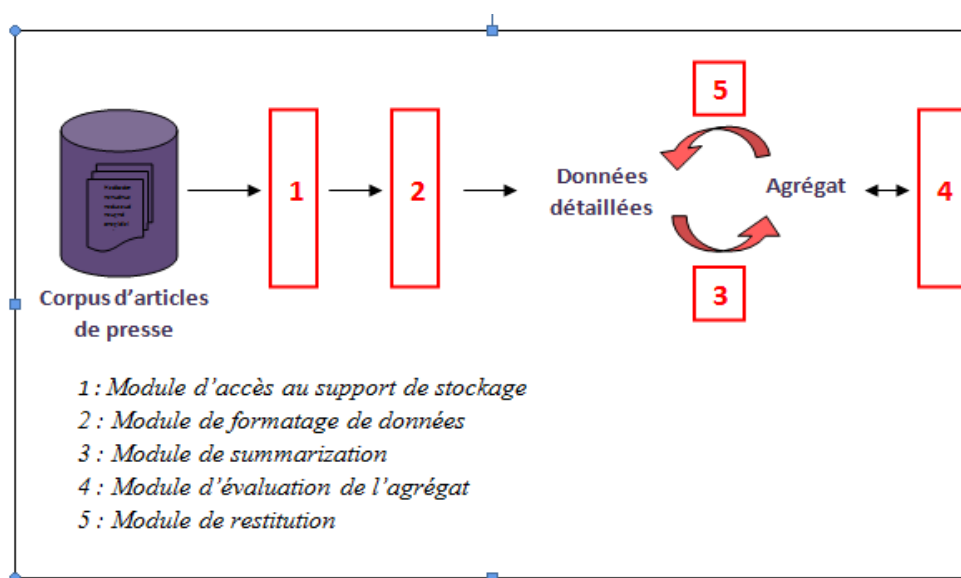 5
1
2
Données
détaillées
Agrégat
4
3
Corpus d'articles
de presse
1 : Module d'accès au support de stockage
2 : Module de formatage de données
3 : Module de summarization
4 : Module d'évaluation de l'agrégat
5 : Module de restitution